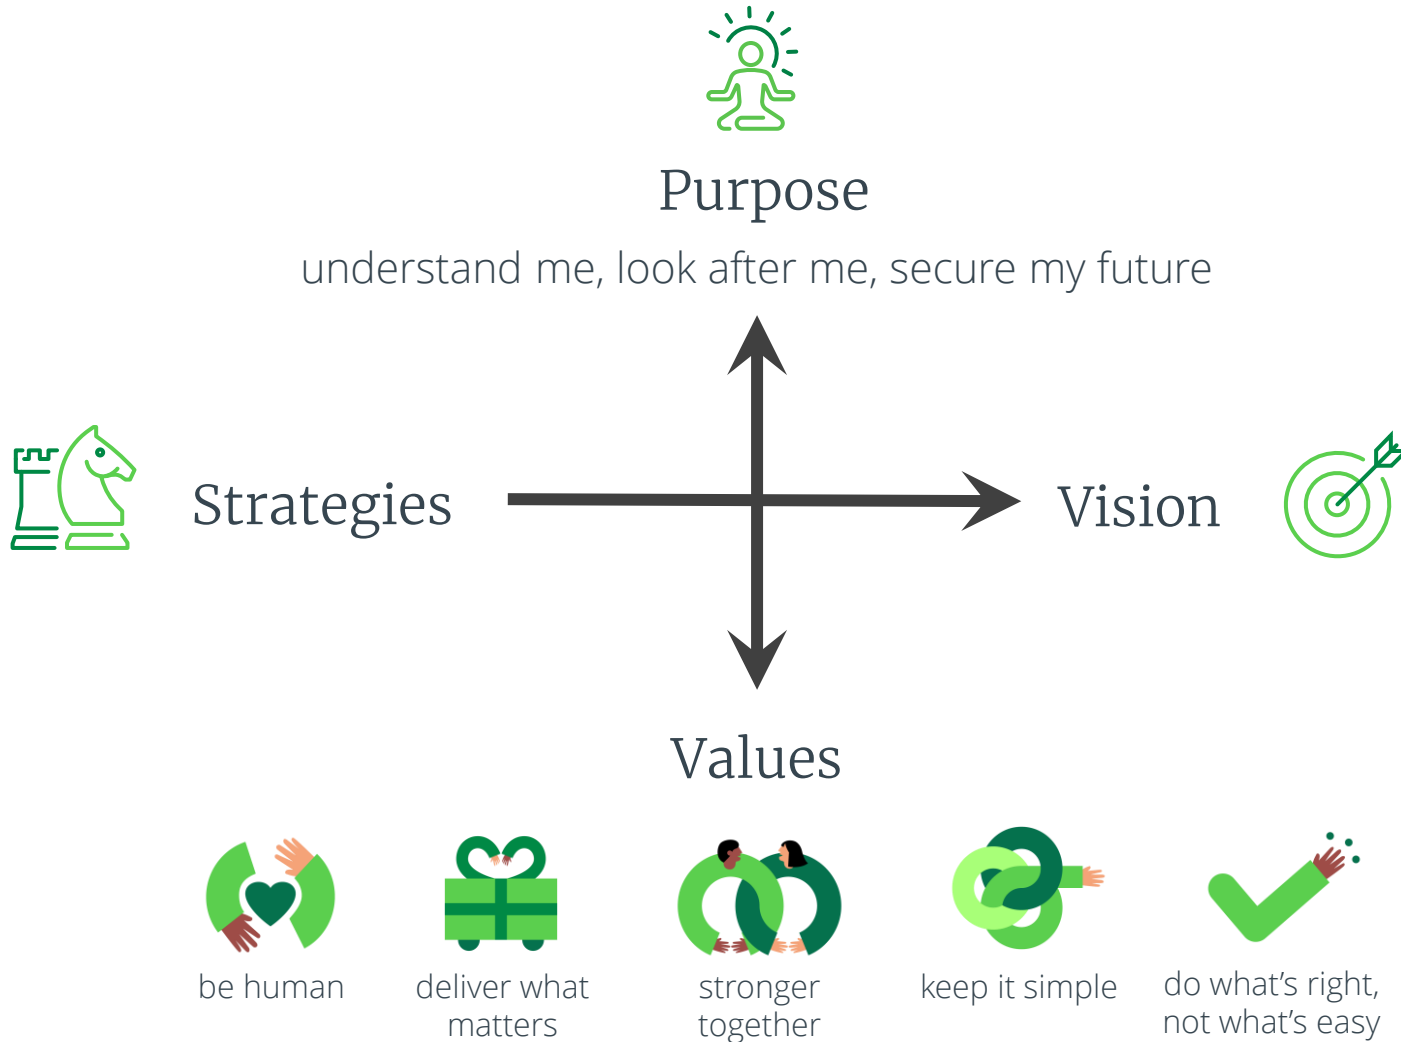 Purpose
understand me, look after me, secure my future
Strategies
Vision
Values
be human
deliver what
matters
stronger
together
keep it simple
do what's right,
not what's easy